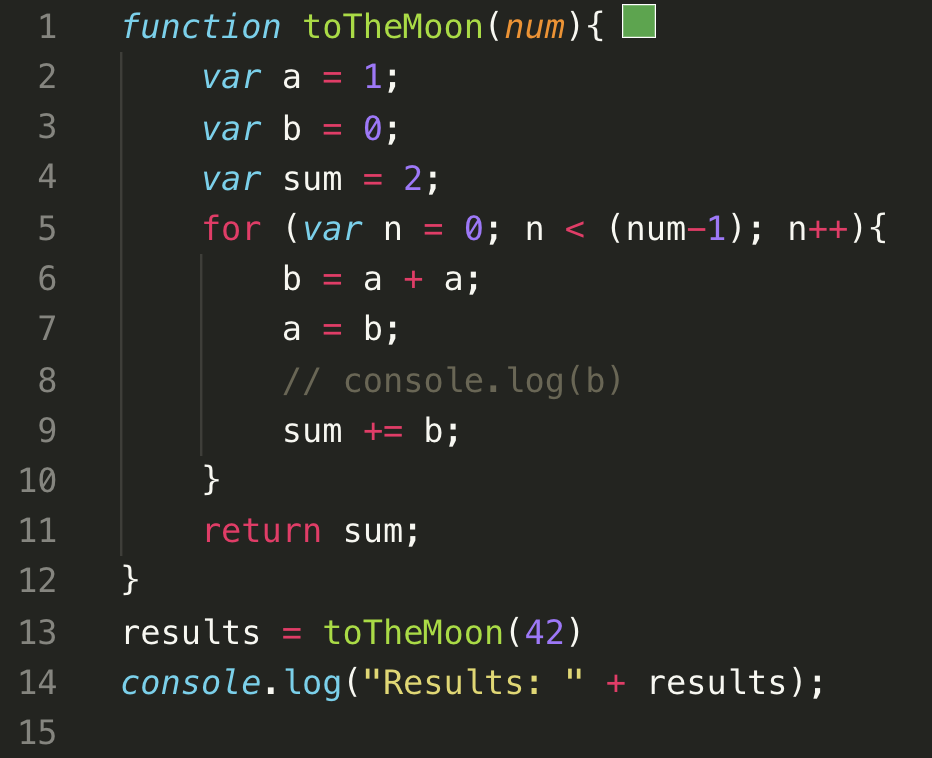 1 function toTheMoon(num){
2 var a = 1;
3 var b = 0;
4 var sum = 2;
5 for (var n = 0; n < (num-1); n++){
6 b = a + a;
7 a = b;
8 // console.log(b)
9 sum += b;
10 }
11 return sum;
12 }
13 results = toTheMoon(42)
14 console.log("Results: " + results);
15